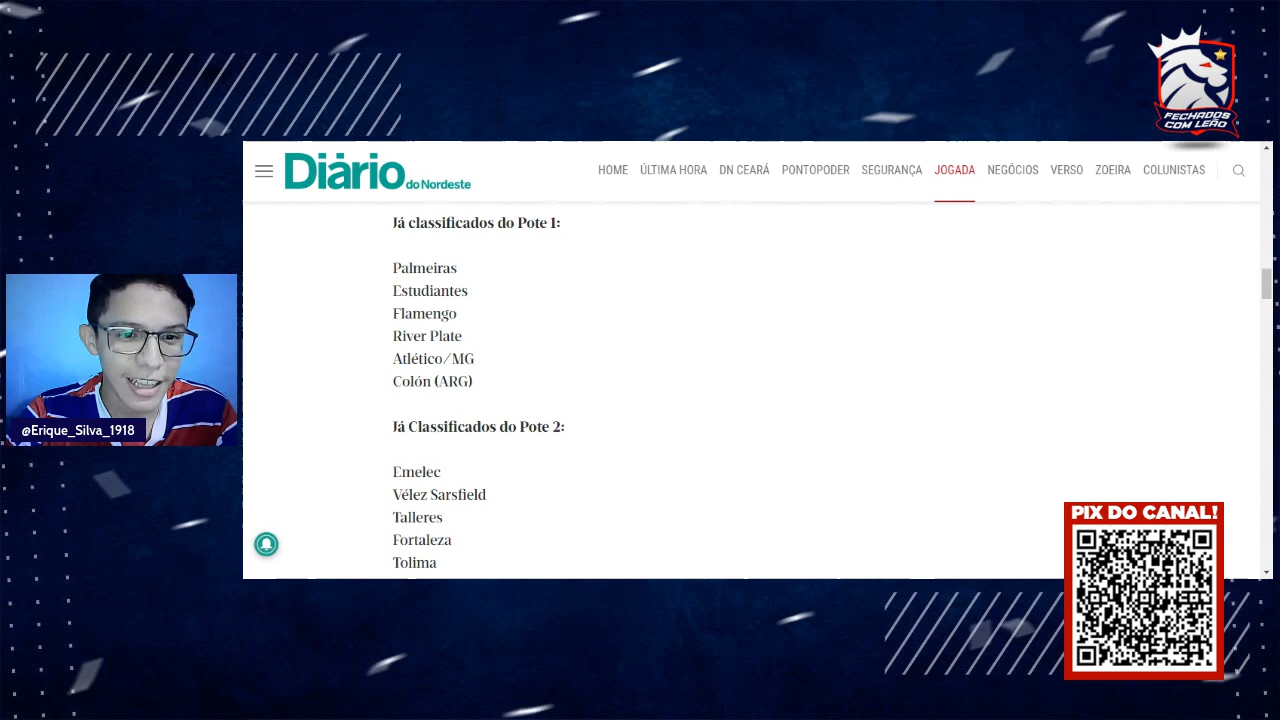 FECHADOS
COM LEÃO
Diário do Nordeste
HOME ÚLTIMA HORA DN CEARÁ PONTOPODER SEGURANÇA JOGADA NEGÓCIOS VERSO ZOEIRA COLUNISTAS
Já classificados do Pote 1:
Palmeiras
Estudiantes
Flamengo
River Plate
Atlético/MG
Colón (ARG)
Já Classificados do Pote 2:
Emelec
Vélez Sarsfield
Talleres
Fortaleza
Tolima
@Erique_Silva_1918
PIX DO CANAL!